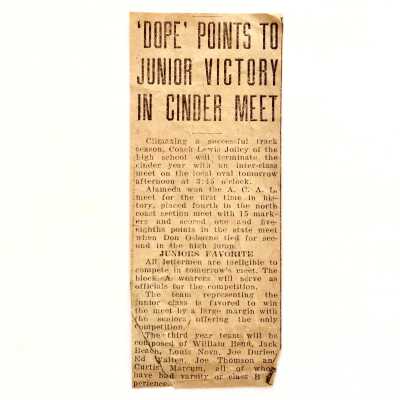 'DOPE' POINTS TO
JUNIOR VICTORY
IN CINDER MEET
Climaxing a successful track
season, Coach Lewis Jolley of the
high school will terminate the
cinder year with an inter-class
meet on the local oval tomorrow
afternoon at 3:45 o'clock.
Alameda won the A. C. A. L.
meet for the first time in his-
tory, placed fourth in the north
coast section meet with 15 mark-
ers and scored one and five-
eighths points in the state meet
when Don Osborne tied for sec-
ond in the high jump.
JUNIORS FAVORITE
All lettermen are ineligible to
compete in tomorrow's meet. The
block A wearers will serve as
officials for the competition.
The team representing the
junior class is favored to win
the meet by a large margin with
the seniors offering the only
competition.
The third year team will be
composed of William Bend, Jack
Beach, Louis Nova, Joe Durien,
Ed Walten, Joe Thomson an
Curtis Marcum, all of who
have had varsity or class B
perience.